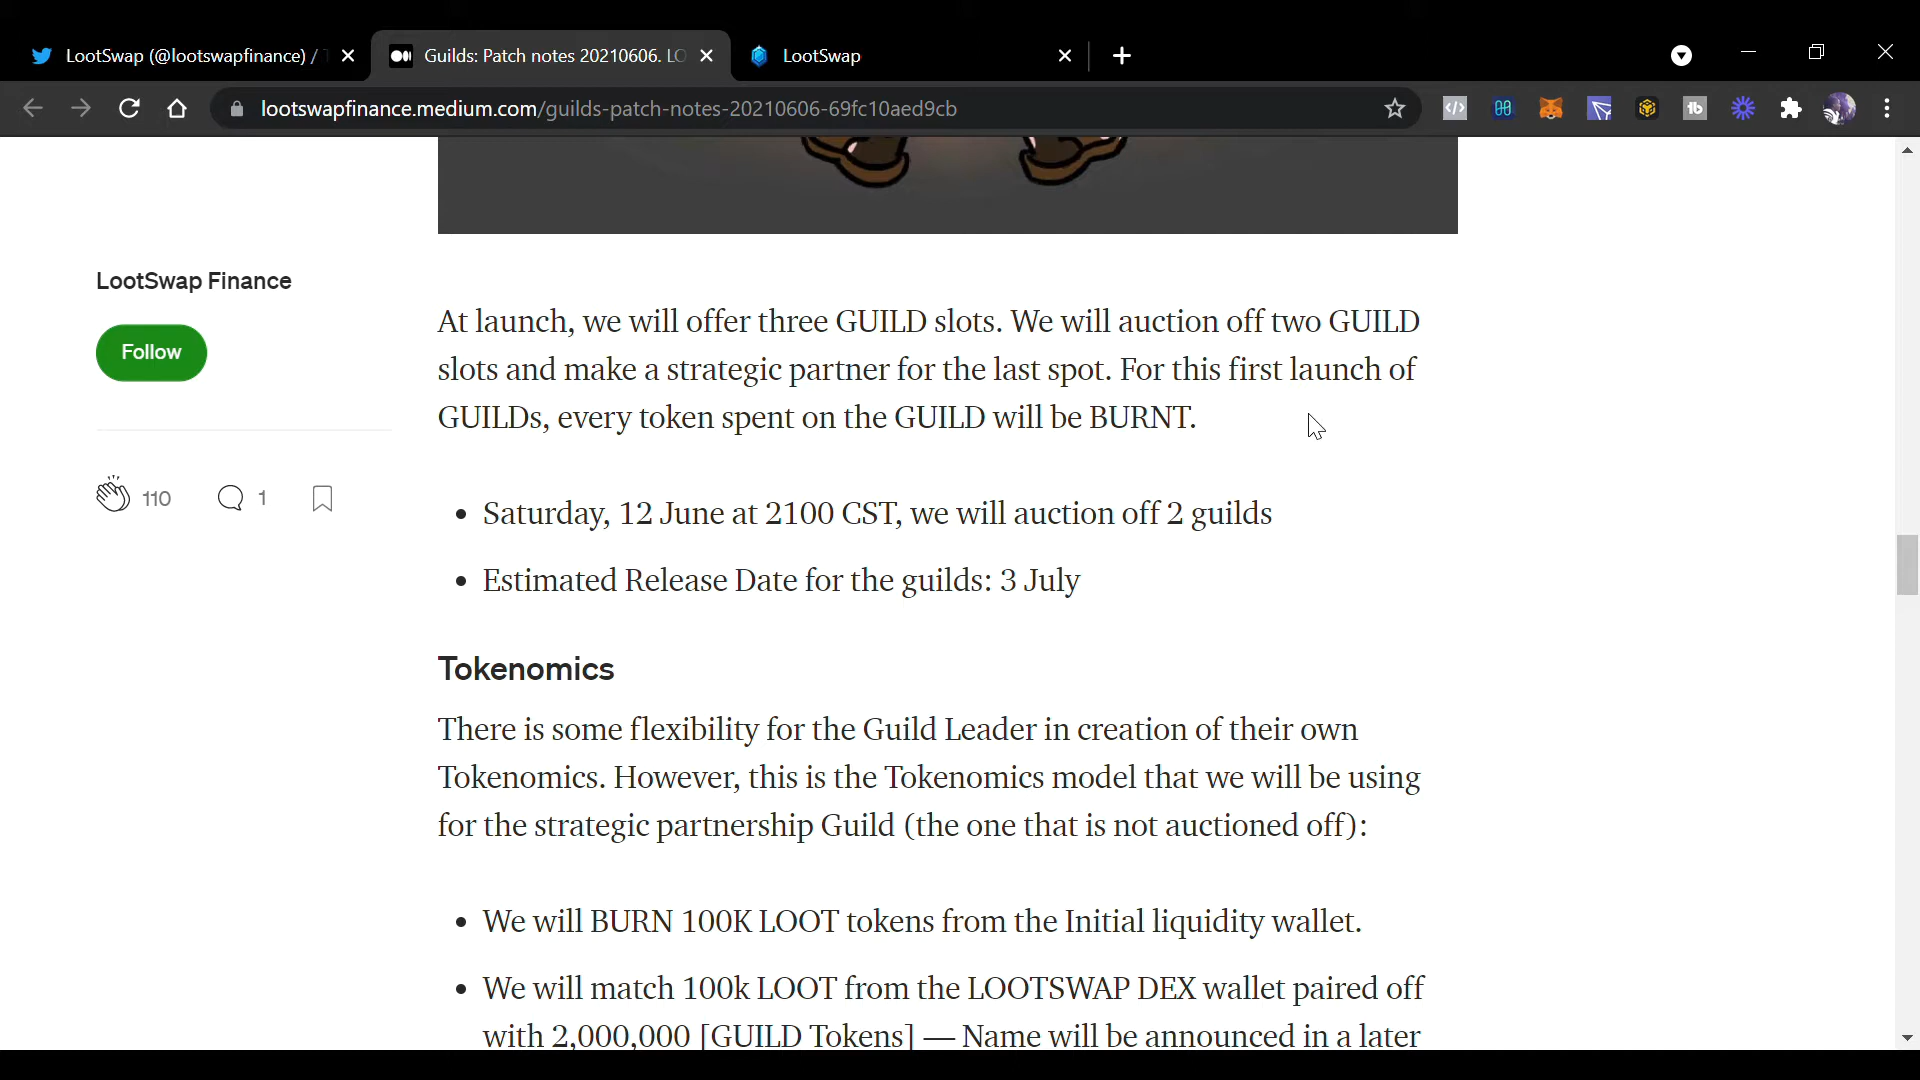 LootSwap (@lootswapfinance) /
Guilds: Patch notes 20210606. LO
LootSwap
lootswapfinance.medium.com/guilds-patch-notes-20210606-69fc10aed9cb
LootSwap Finance
Follow
110
1
At launch, we will offer three GUILD slots. We will auction off two GUILD
slots and make a strategic partner for the last spot. For this first launch of
GUILDs, every token spent on the GUILD will be BURNT.
• Saturday, 12 June at 2100 CST, we will auction off 2 guilds
• Estimated Release Date for the guilds: 3 July
Tokenomics
There is some flexibility for the Guild Leader in creation of their own
Tokenomics. However, this is the Tokenomics model that we will be using
for the strategic partnership Guild (the one that is not auctioned off):
• We will BURN 100K LOOT tokens from the Initial liquidity wallet.
• We will match 100k LOOT from the LOOTSWAP DEX wallet paired off
with 2,000,000 [GUILD Tokens] — Name will be announced in a later